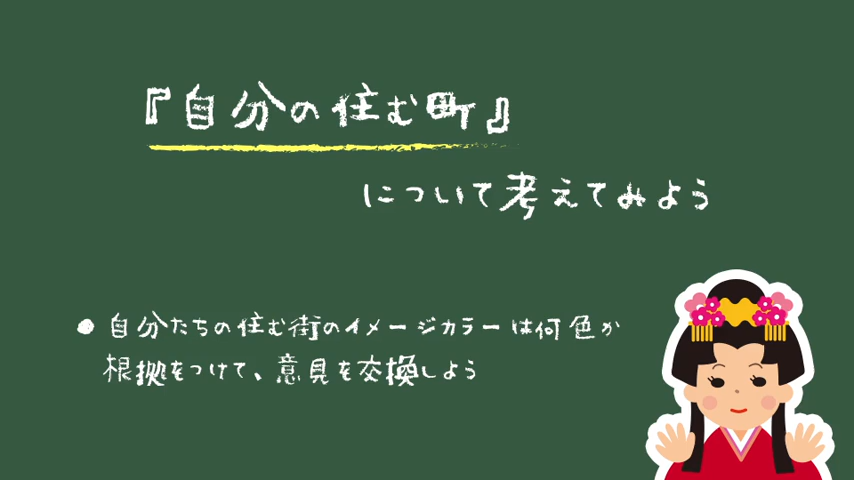 『自分の住む町』
について考えてみよう
● 自分たちの住む街のイメージカラーは何色か
根拠をつけて、意見を交換しよう